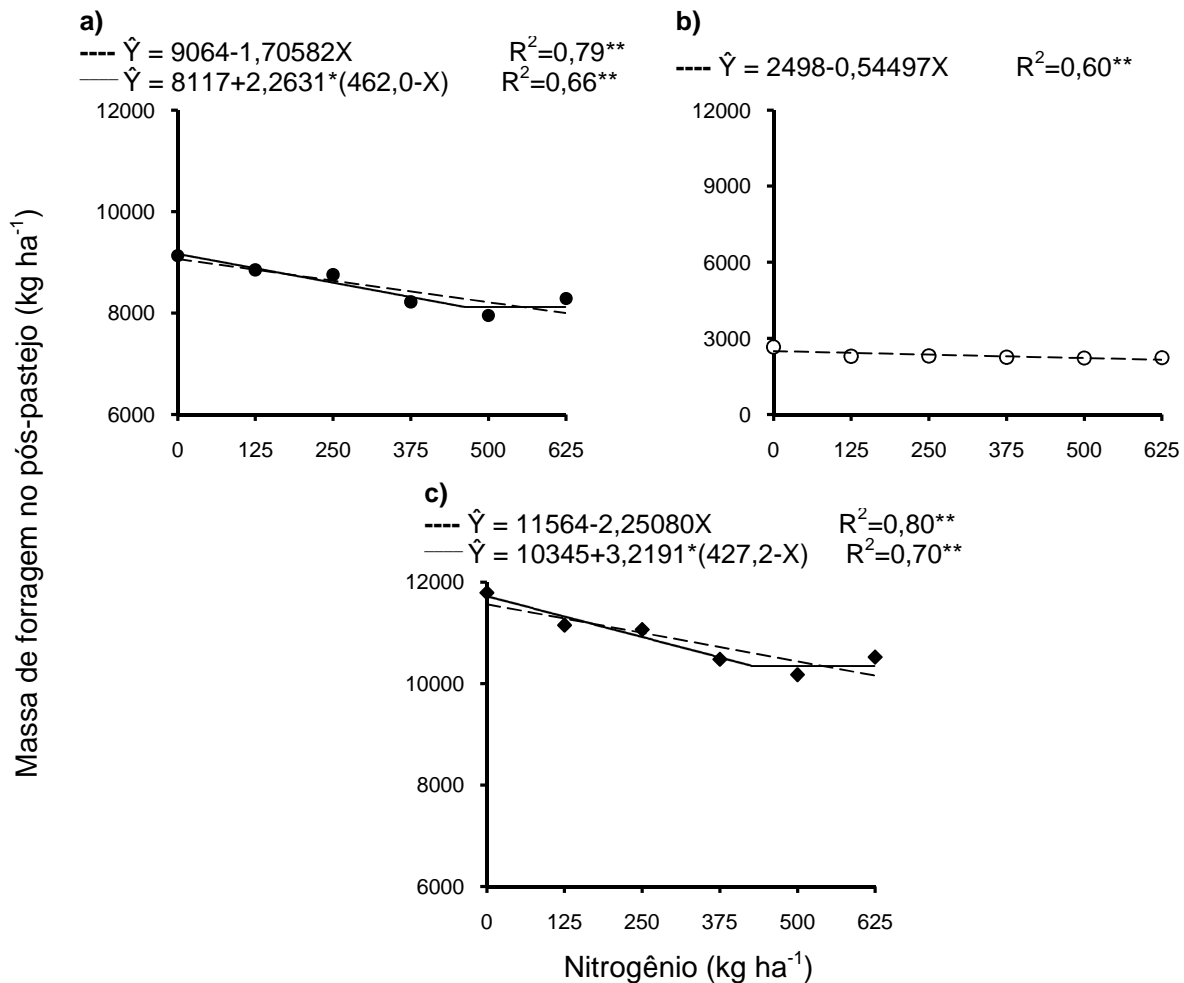 a)
---- Ŷ = 9064-1,70582X R²=0,79**
—— Ŷ = 8117+2,2631*(462,0-X) R²=0,66**
12000
10000
8000
6000
0 125 250 375 500 625
b)
---- Ŷ = 2498-0,54497X R²=0,60**
12000
9000
6000
3000
0
0 125 250 375 500 625
c)
---- Ŷ = 11564-2,25080X R²=0,80**
—— Ŷ = 10345+3,2191*(427,2-X) R²=0,70**
12000
10000
8000
6000
0 125 250 375 500 625
Massa de forragem no pós-pastejo (kg ha⁻¹)
Nitrogênio (kg ha⁻¹)